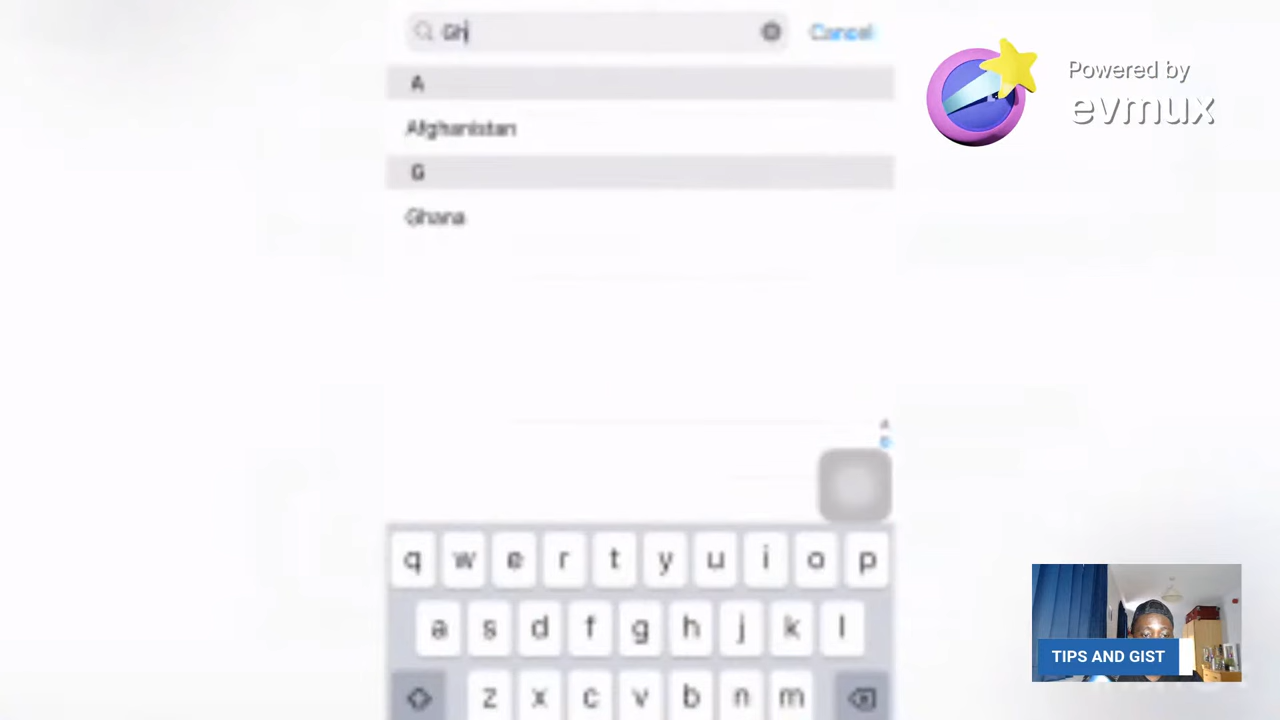 Gh
Cancel
A
Afghanistan
G
Ghana
Powered by
evmux
q w e r t y u i o p
a s d f g h j k l
z x c v b n m
TIPS AND GIST